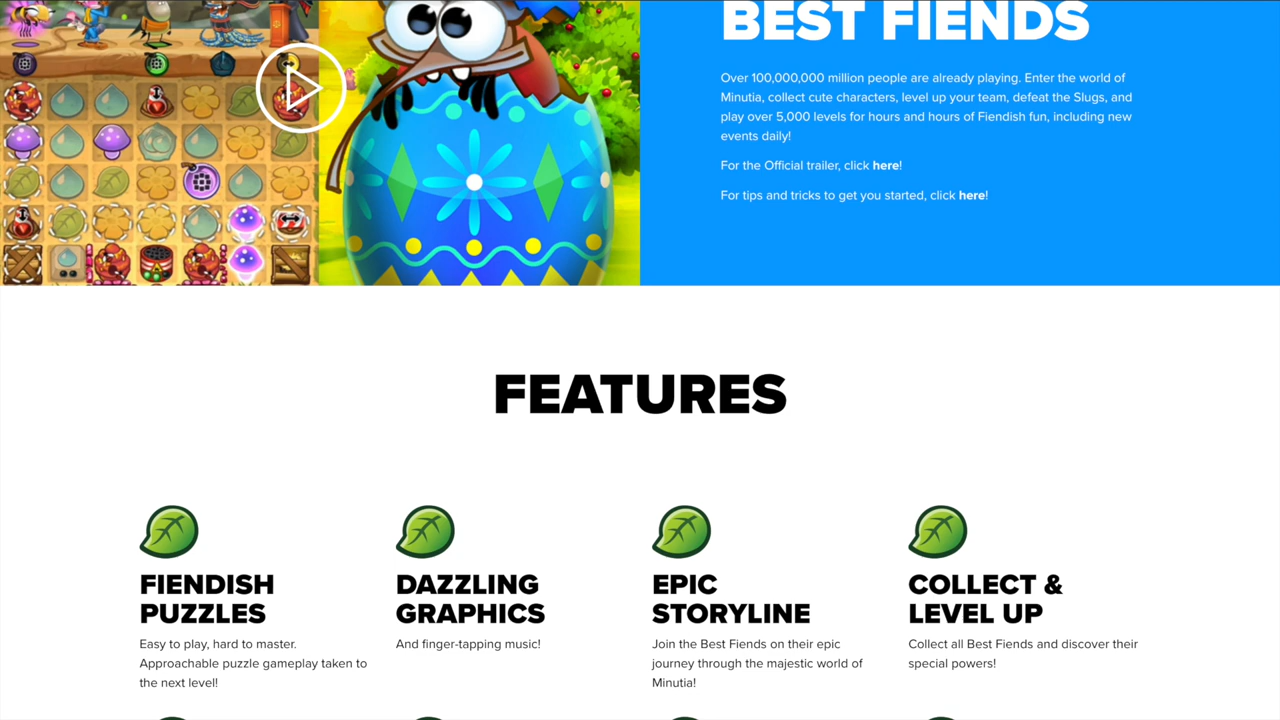 BEST FIENDS
Over 100,000,000 million people are already playing. Enter the world of
Minutia, collect cute characters, level up your team, defeat the Slugs, and
play over 5,000 levels for hours and hours of Fiendish fun, including new
events daily!
For the Official trailer, click here!
For tips and tricks to get you started, click here!
FEATURES
FIENDISH
PUZZLES
Easy to play, hard to master.
Approachable puzzle gameplay taken to
the next level!
DAZZLING
GRAPHICS
And finger-tapping music!
EPIC
STORYLINE
Join the Best Fiends on their epic
journey through the majestic world of
Minutia!
COLLECT &
LEVEL UP
Collect all Best Fiends and discover their
special powers!